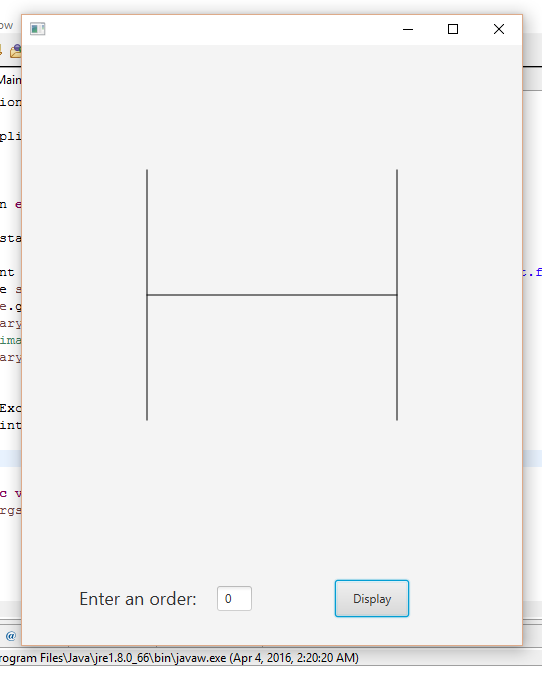 ow
Main
ion
pli
n e
sta
nt
t.f
e s
e.g
ary
ima
ary
Exc
int
c v
rgs
Enter an order: 0 Display
@
rogram Files\Java\jre1.8.0_66\bin\javaw.exe (Apr 4, 2016, 2:20:20 AM)